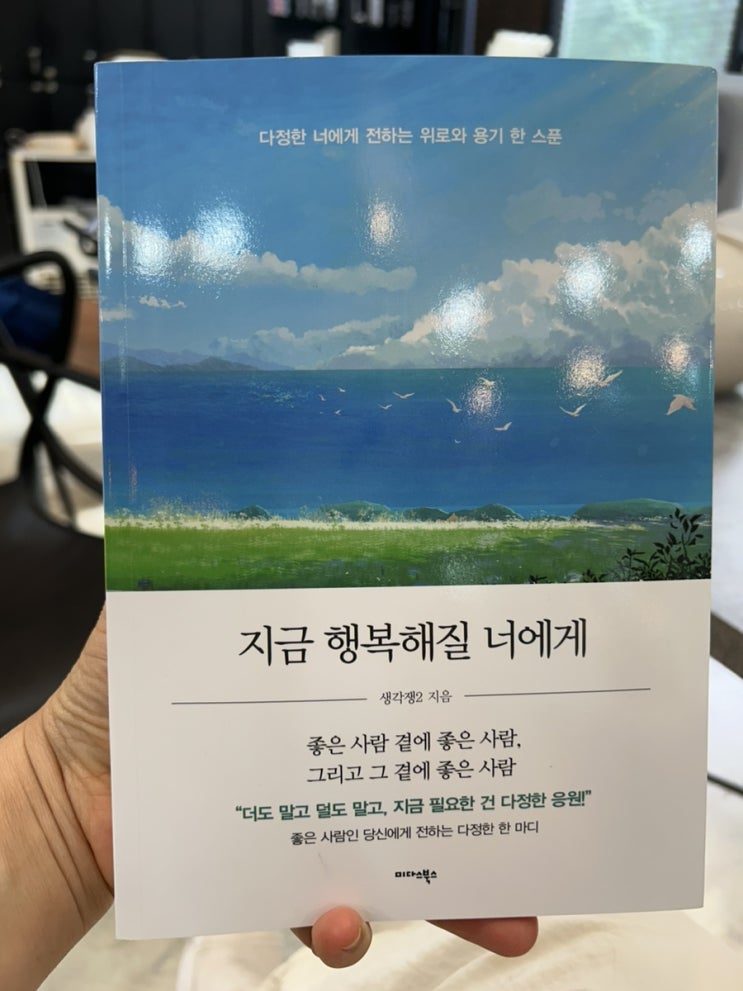 다정한 너에게 전하는 위로와 용기 한 스푼
지금 행복해질 너에게
생각쟁2 지음
좋은 사람 곁에 좋은 사람,
그리고 그 곁에 좋은 사람
“더도 말고 덜도 말고, 지금 필요한 건 다정한 응원!”
좋은 사람인 당신에게 전하는 다정한 한 마디
미다스북스